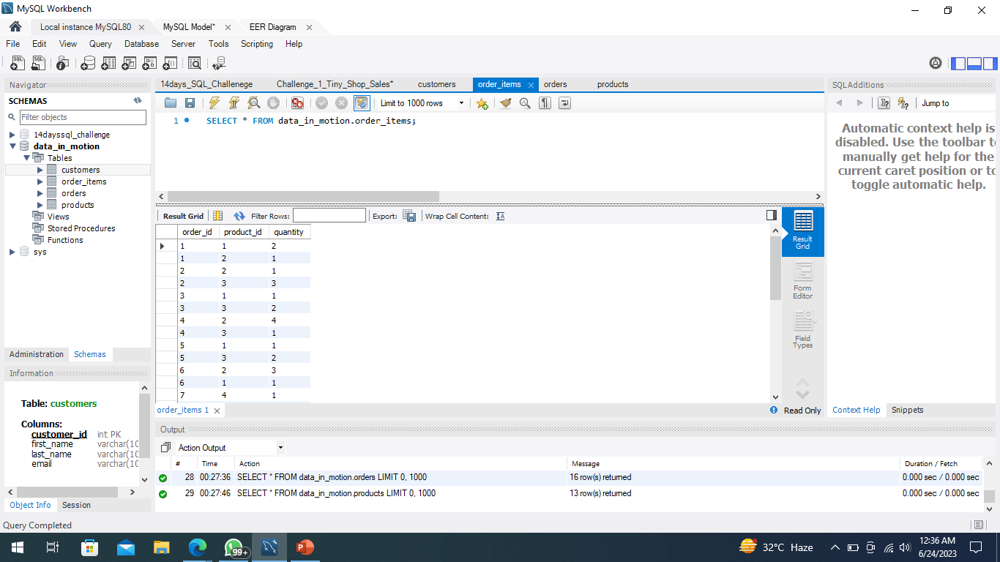 MySQL Workbench
Local instance MySQL80 MySQL Model* EER Diagram
File Edit View Query Database Server Tools Scripting Help
Navigator
SCHEMAS
Filter objects
14dayssql_challenge
data_in_motion
Tables
customers
order_items
orders
products
Views
Stored Procedures
Functions
sys
Administration Schemas
Information
Table: customers
Columns:
customer_id int PK
first_name varchar(10
last_name varchar(10
email varchar(10
Object Info Session
14days_SQL_Challenege Challenge_1_Tiny_Shop_Sales* customers order_items orders products
Limit to 1000 rows
1 SELECT * FROM data_in_motion.order_items;
Result Grid Filter Rows: Export: Wrap Cell Content:
order_id product_id quantity
1 1 2
1 2 1
2 2 1
2 3 3
3 1 1
3 3 2
4 2 4
4 3 1
5 1 1
5 3 2
6 2 3
6 1 1
7 4 1
Result
Grid
Form
Editor
Field
Types
order_items 1 Read Only
SQLAdditions
Jump to
Automatic context help is
disabled. Use the toolbar to
manually get help for the
current caret position or to
toggle automatic help.
Context Help Snippets
Output
Action Output
# Time Action Message Duration / Fetch
28 00:27:36 SELECT * FROM data_in_motion.orders LIMIT 0, 1000 16 row(s) returned 0.000 sec / 0.000 sec
29 00:27:46 SELECT * FROM data_in_motion.products LIMIT 0, 1000 13 row(s) returned 0.000 sec / 0.000 sec
Query Completed
99+
32°C Haze
12:36 AM
6/24/2023